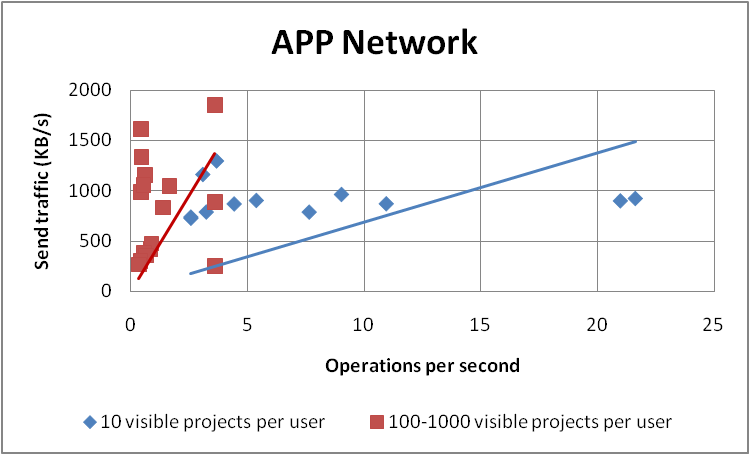 APP Network
Send traffic (KB/s)
2000
1500
1000
500
0
0 5 10 15 20 25
Operations per second
10 visible projects per user 100-1000 visible projects per user